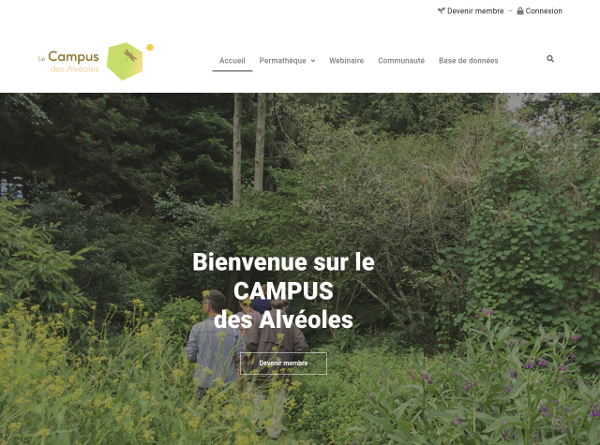 Devenir membre – Connexion
Le Campus
des Alvéoles
Accueil Permathèque Webinaire Communauté Base de données
Bienvenue sur le
CAMPUS
des Alvéoles
Devenir membre